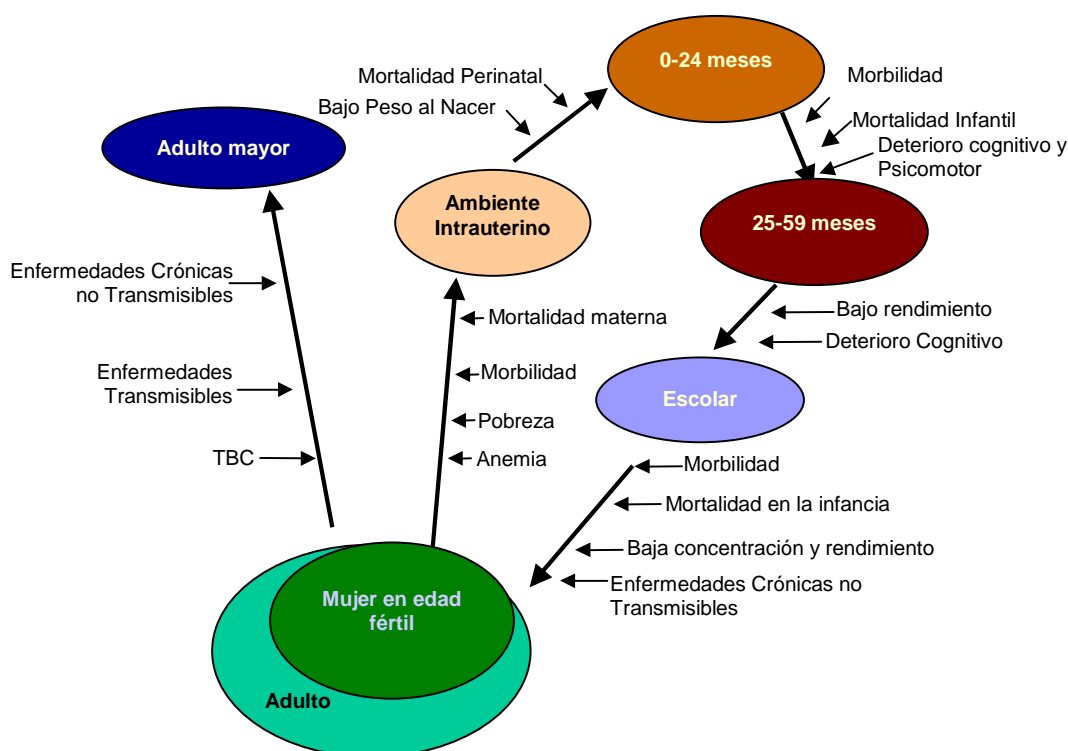 0-24 meses
Mortalidad Perinatal
Bajo Peso al Nacer
Morbilidad
Mortalidad Infantil
Deterioro cognitivo y
Psicomotor
Adulto mayor
Ambiente
Intrauterino
25-59 meses
Enfermedades Crónicas
no Transmisibles
Mortalidad materna
Bajo rendimiento
Deterioro Cognitivo
Enfermedades
Transmisibles
Morbilidad
Escolar
Pobreza
TBC
Anemia
Morbilidad
Mortalidad en la infancia
Baja concentración y rendimiento
Enfermedades Crónicas no
Transmisibles
Mujer en edad
fértil
Adulto